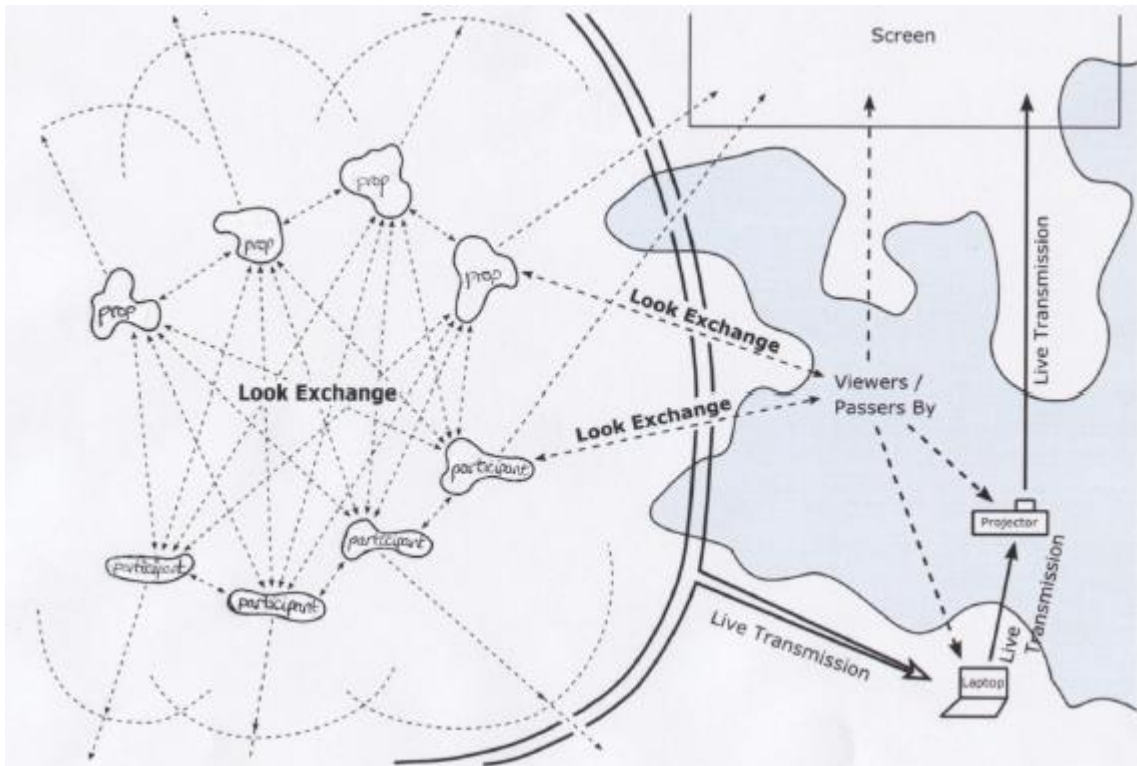 Screen
prop
prop
prop
prop
Look Exchange
Live Transmission
Look Exchange
Viewers /
Passers By
Look Exchange
participant
participant
participant
participant
Projector
Live Transmission
Live
Transmission
Laptop